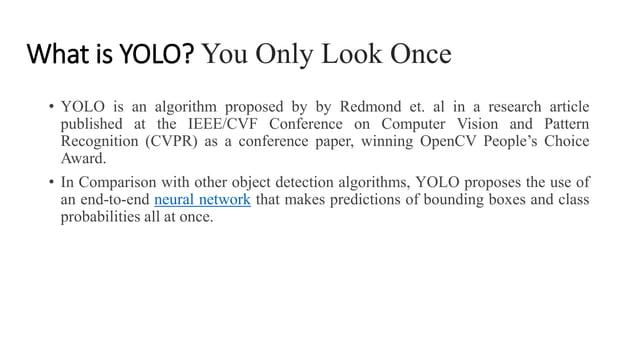 What is YOLO? You Only Look Once
• YOLO is an algorithm proposed by by Redmond et. al in a research article
published at the IEEE/CVF Conference on Computer Vision and Pattern
Recognition (CVPR) as a conference paper, winning OpenCV People’s Choice
Award.
• In Comparison with other object detection algorithms, YOLO proposes the use of
an end-to-end neural network that makes predictions of bounding boxes and class
probabilities all at once.